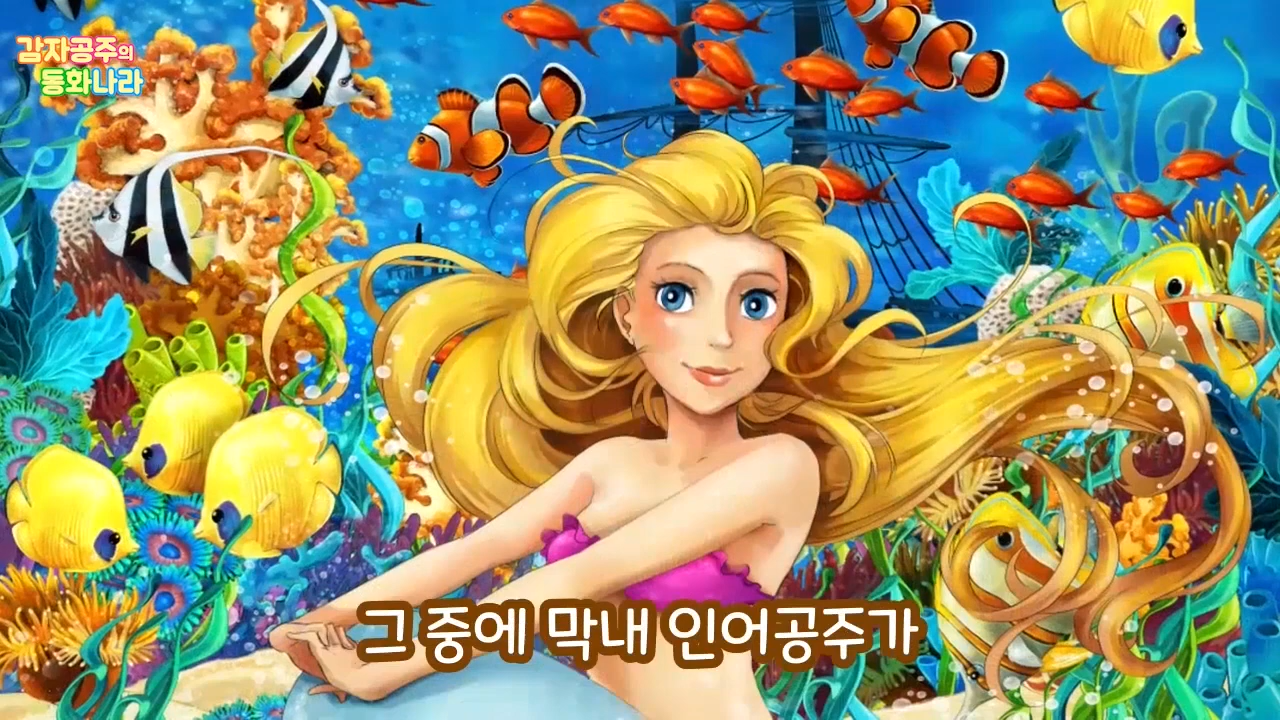 감자공주의
동화나라
그 중에 막내 인어공주가